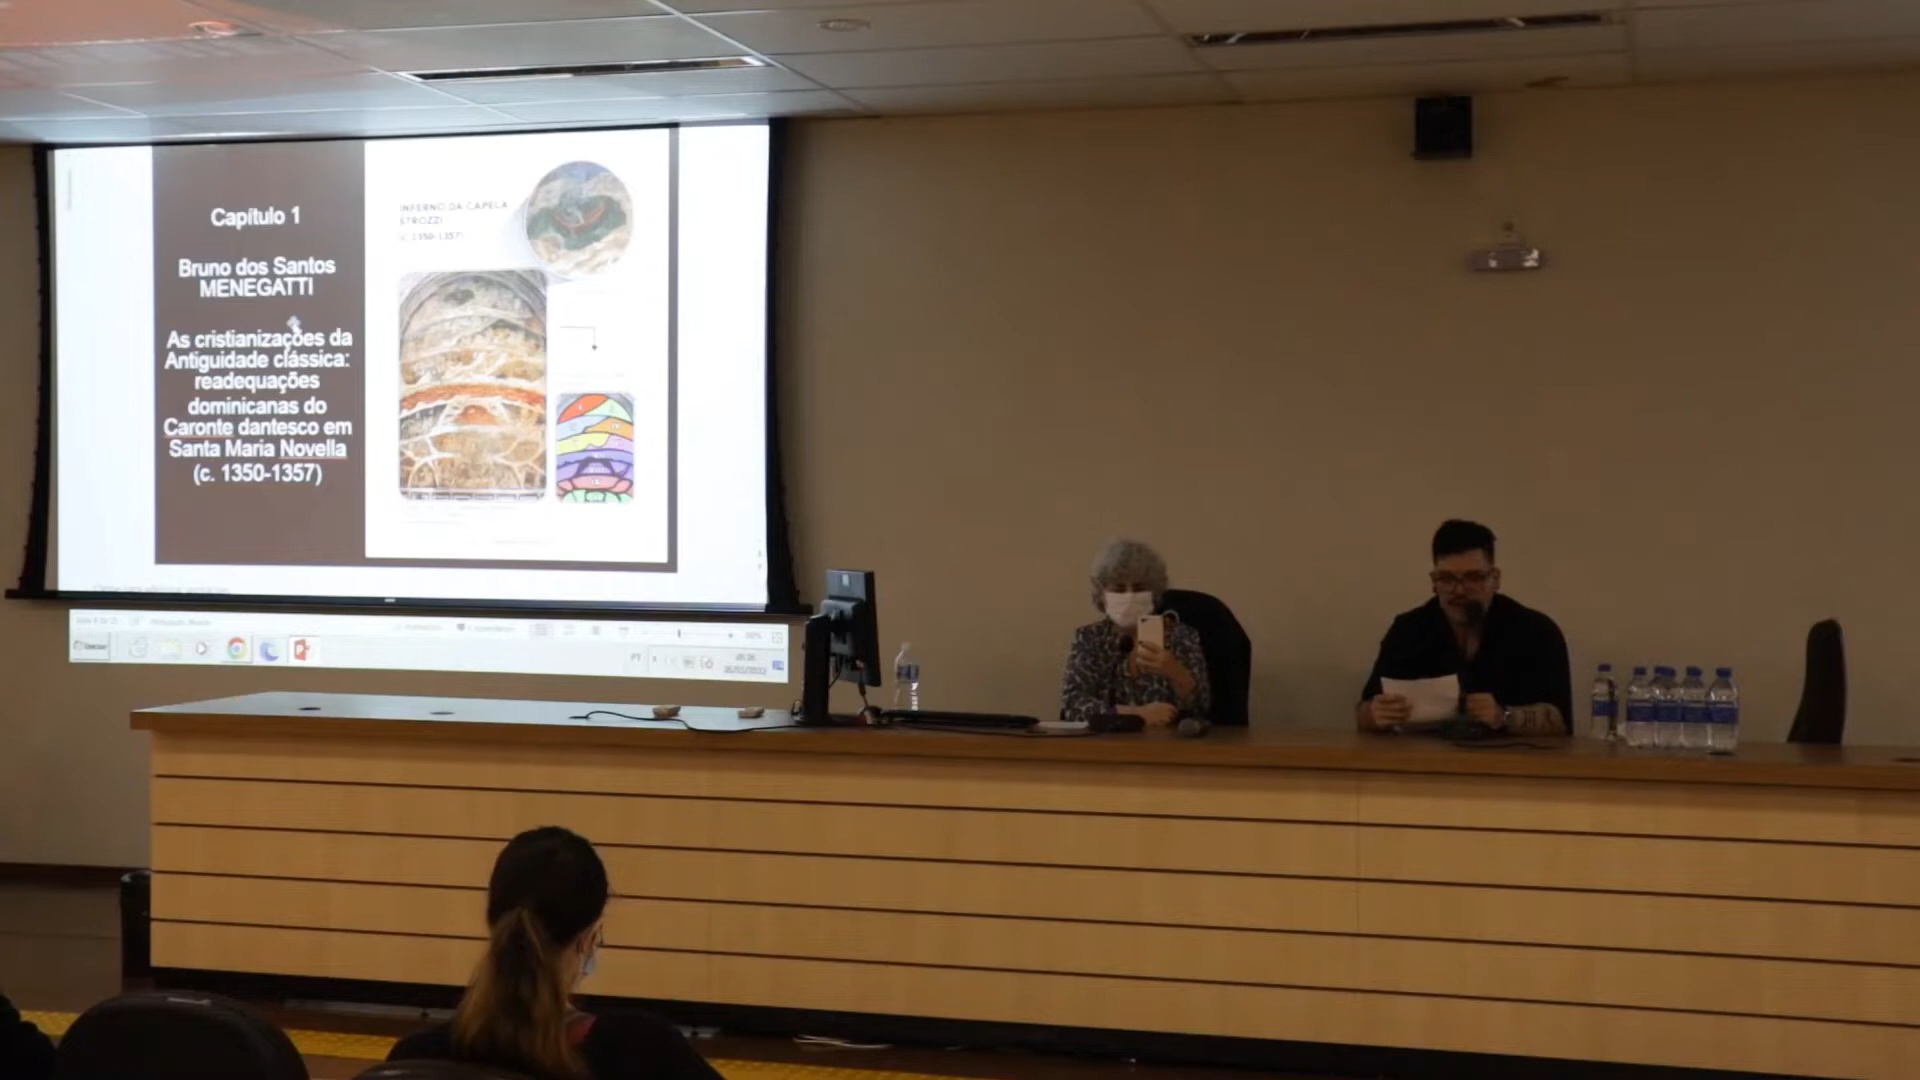 Capítulo 1
Bruno dos Santos
MENEGATTI
As cristianizações da
Antiguidade clássica:
readequações
dominicanas do
Caronte dantesco em
Santa Maria Novella
(c. 1350-1357)
INFERNO DA CAPELA
STROZZI
(c. 1350-1357)
PT